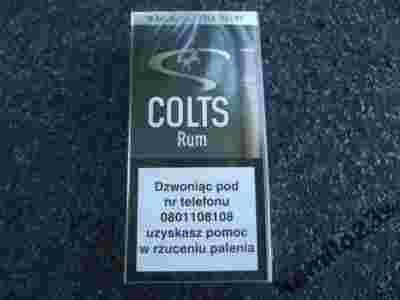 COLTS
Rum
Dzwoniąc pod
nr telefonu
0801108108
uzyskasz pomoc
w rzuceniu palenia